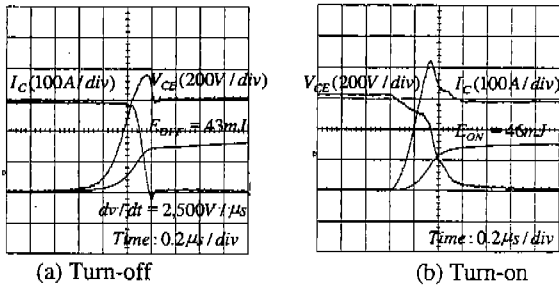 I_C(100A/div)
V_CE(200V/div)
E_OFF = 43mJ
dv/dt = 2,500V/μs
Time:0.2μs/div
(a) Turn-off
V_CE(200V/div)
I_C(100A/div)
E_ON = 46mJ
Time:0.2μs/div
(b) Turn-on